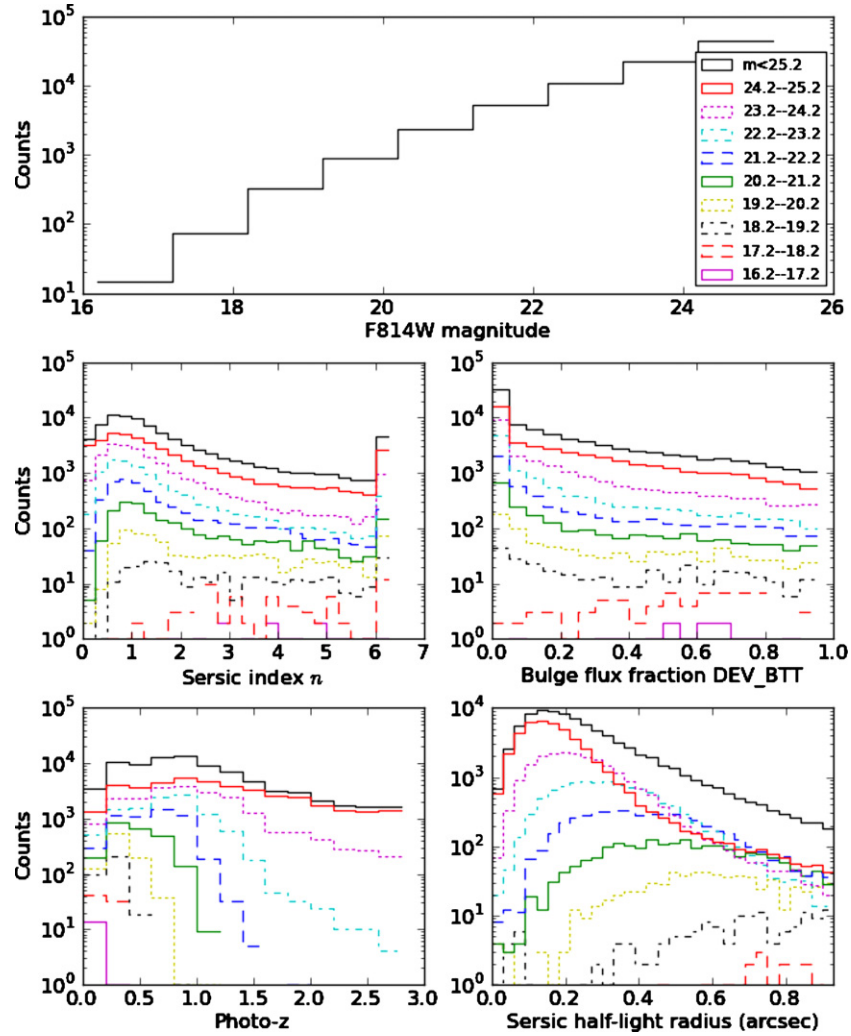 10^5
10^4
10^3
10^2
10^1
Counts
16 18 20 22 24 26
F814W magnitude
m<25.2
24.2--25.2
23.2--24.2
22.2--23.2
21.2--22.2
20.2--21.2
19.2--20.2
18.2--19.2
17.2--18.2
16.2--17.2
10^5
10^4
10^3
10^2
10^1
10^0
Counts
0 1 2 3 4 5 6 7
Sersic index n
10^5
10^4
10^3
10^2
10^1
10^0
0.0 0.2 0.4 0.6 0.8 1.0
Bulge flux fraction DEV_BTT
10^5
10^4
10^3
10^2
10^1
10^0
Counts
0.0 0.5 1.0 1.5 2.0 2.5 3.0
Photo-z
10^4
10^3
10^2
10^1
10^0
0.0 0.2 0.4 0.6 0.8
Sersic half-light radius (arcsec)